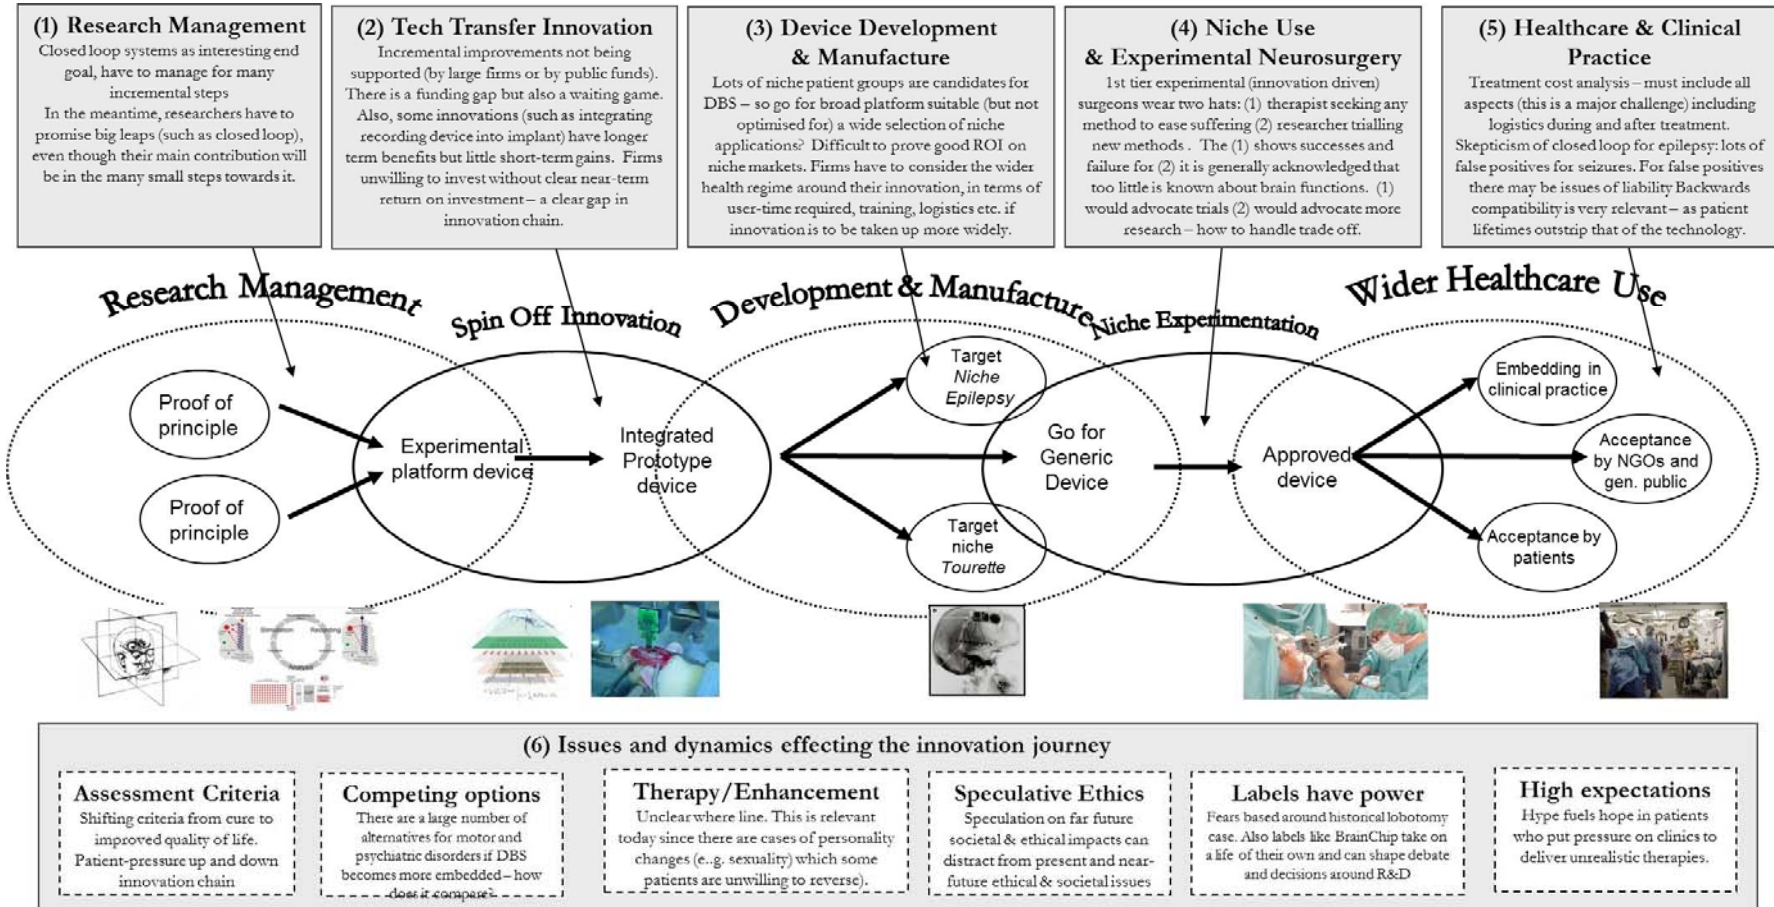 (1) Research Management
Closed loop systems as interesting end
goal, have to manage for many
incremental steps
In the meantime, researchers have to
promise big leaps (such as closed loop),
even though their main contribution will
be in the many small steps towards it.
(2) Tech Transfer Innovation
Incremental improvements not being
supported (by large firms or by public funds).
There is a funding gap but also a waiting game.
Also, some innovations (such as integrating
recording device into implant) have longer
term benefits but little short-term gains. Firms
unwilling to invest without clear near-term
return on investment – a clear gap in
innovation chain.
(3) Device Development
& Manufacture
Lots of niche patient groups are candidates for
DBS – so go for broad platform suitable (but not
optimised for) a wide selection of niche
applications? Difficult to prove good ROI on
niche markets. Firms have to consider the wider
health regime around their innovation, in terms of
user-time required, training, logistics etc. if
innovation is to be taken up more widely.
(4) Niche Use
& Experimental Neurosurgery
1st tier experimental (innovation driven)
surgeons wear two hats: (1) therapist seeking any
method to ease suffering (2) researcher trialling
new methods . The (1) shows successes and
failure for (2) it is generally acknowledged that
too little is known about brain functions. (1)
would advocate trials (2) would advocate more
research – how to handle trade off.
(5) Healthcare & Clinical
Practice
Treatment cost analysis – must include all
aspects (this is a major challenge) including
logistics during and after treatment.
Skepticism of closed loop for epilepsy: lots of
false positives for seizures. For false positives
there may be issues of liability Backwards
compatibility is very relevant – as patient
lifetimes outstrip that of the technology.
Research Management
Spin Off Innovation
Development & Manufacture
Niche Experimentation
Wider Healthcare Use
Proof of
principle
Proof of
principle
Experimental
platform device
Integrated
Prototype
device
Target
Niche
Epilepsy
Go for
Generic
Device
Target
niche
Tourette
Approved
device
Embedding in
clinical practice
Acceptance
by NGOs and
gen. public
Acceptance by
patients
Stimulation
Recording
Analysis
(6) Issues and dynamics effecting the innovation journey
Assessment Criteria
Shifting criteria from cure to
improved quality of life.
Patient-pressure up and down
innovation chain
Competing options
There are a large number of
alternatives for motor and
psychiatric disorders if DBS
becomes more embedded – how
does it compare?
Therapy/Enhancement
Unclear where line. This is relevant
today since there are cases of personality
changes (e..g. sexuality) which some
patients are unwilling to reverse).
Speculative Ethics
Speculation on far future
societal & ethical impacts can
distract from present and near-
future ethical & societal issues
Labels have power
Fears based around historical lobotomy
case. Also labels like BrainChip take on
a life of their own and can shape debate
and decisions around R&D
High expectations
Hype fuels hope in patients
who put pressure on clinics to
deliver unrealistic therapies.